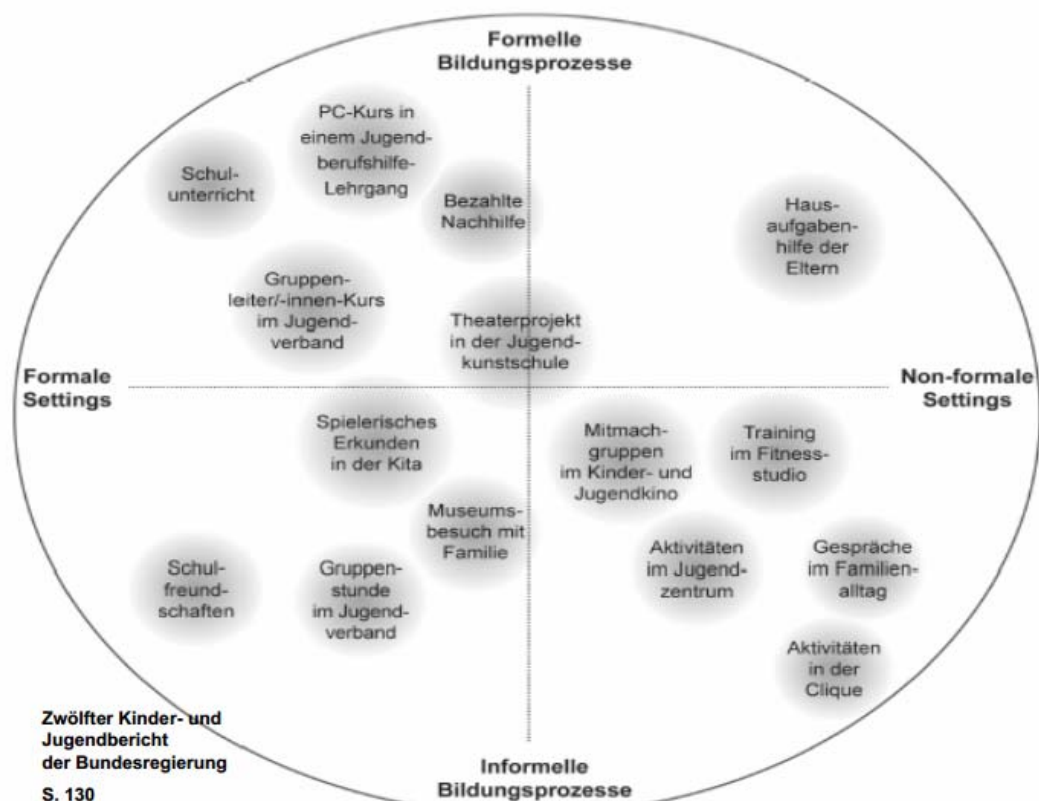 Formelle
Bildungsprozesse
PC-Kurs in
einem Jugend-
berufshilfe-
Lehrgang
Schul-
unterricht
Bezahlte
Nachhilfe
Haus-
aufgaben-
hilfe der
Eltern
Gruppen-
leiter/-innen-Kurs
im Jugend-
verband
Theaterprojekt
in der Jugend-
kunstschule
Formale
Settings
Non-formale
Settings
Spielerisches
Erkunden
in der Kita
Mitmach-
gruppen
im Kinder- und
Jugendkino
Training
im Fitness-
studio
Museums-
besuch mit
Familie
Schul-
freund-
schaften
Gruppen-
stunde
im Jugend-
verband
Aktivitäten
im Jugend-
zentrum
Gespräche
im Familien-
alltag
Aktivitäten
in der
Clique
Zwölfter Kinder- und
Jugendbericht
der Bundesregierung
S. 130
Informelle
Bildungsprozesse